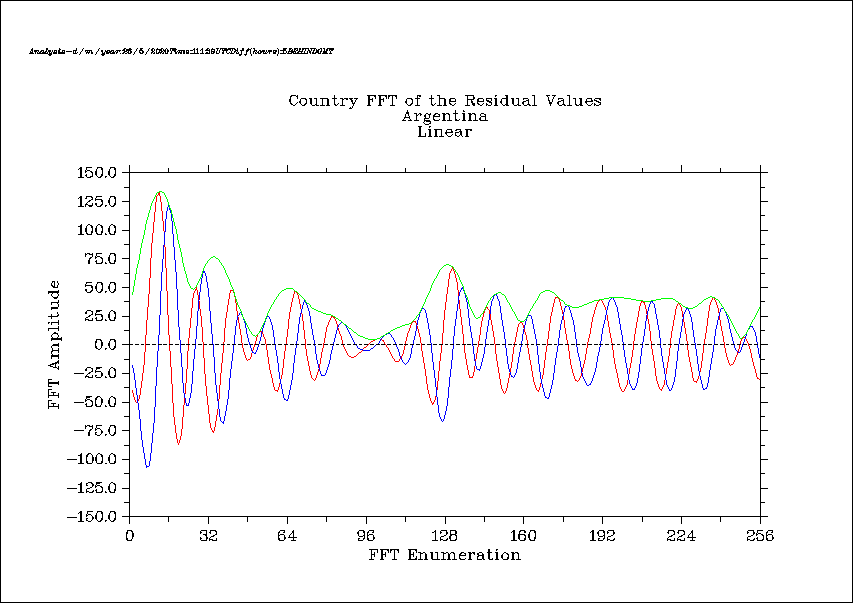 Analysis-d/m/year:
Country FFT of the Residual Values
Argentina
Linear
150.0
125.0
100.0
75.0
50.0
25.0
0.0
−25.0
−50.0
−75.0
−100.0
−125.0
−150.0
FFT Amplitude
0 32 64 96 128 160 192 224 256
FFT Enumeration